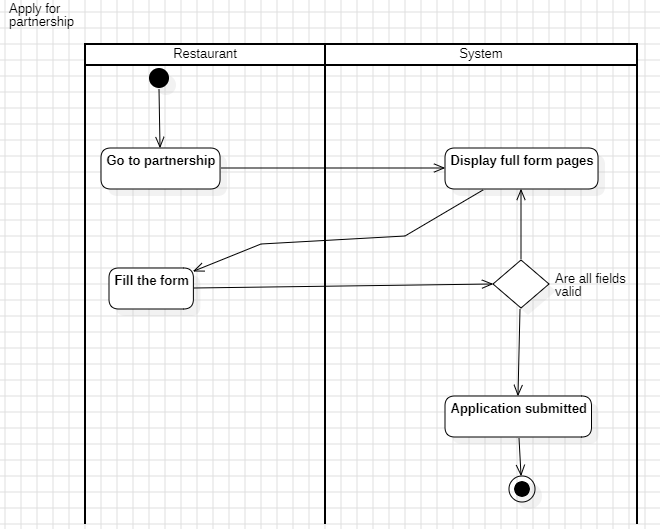 Apply for
partnership
Restaurant
System
Go to partnership
Display full form pages
Fill the form
Are all fields
valid
Application submitted